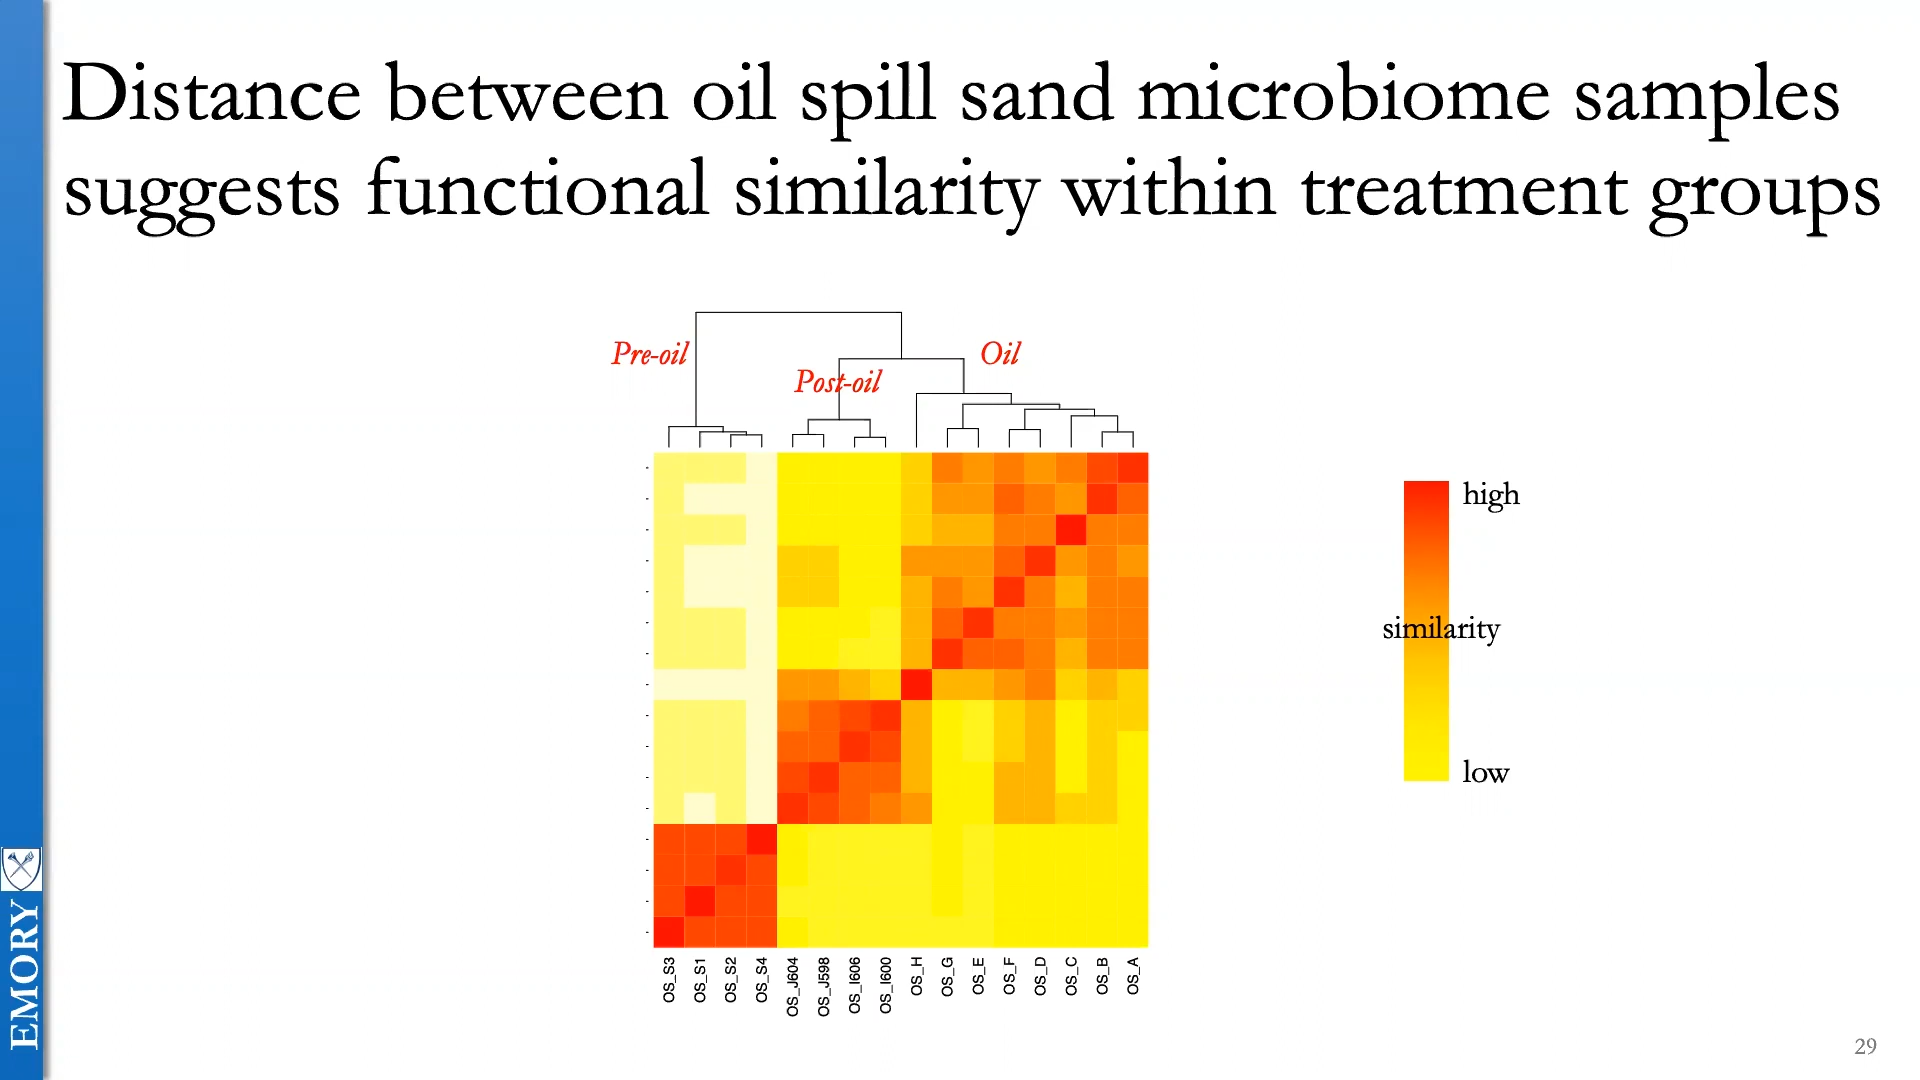 Distance between oil spill sand microbiome samples
suggests functional similarity within treatment groups
Pre-oil
Post-oil
Oil
high
similarity
low
OS_S3
OS_S1
OS_S2
OS_S4
OS_J604
OS_J598
OS_I606
OS_I600
OS_H
OS_G
OS_E
OS_F
OS_D
OS_C
OS_B
OS_A
EMORY
29